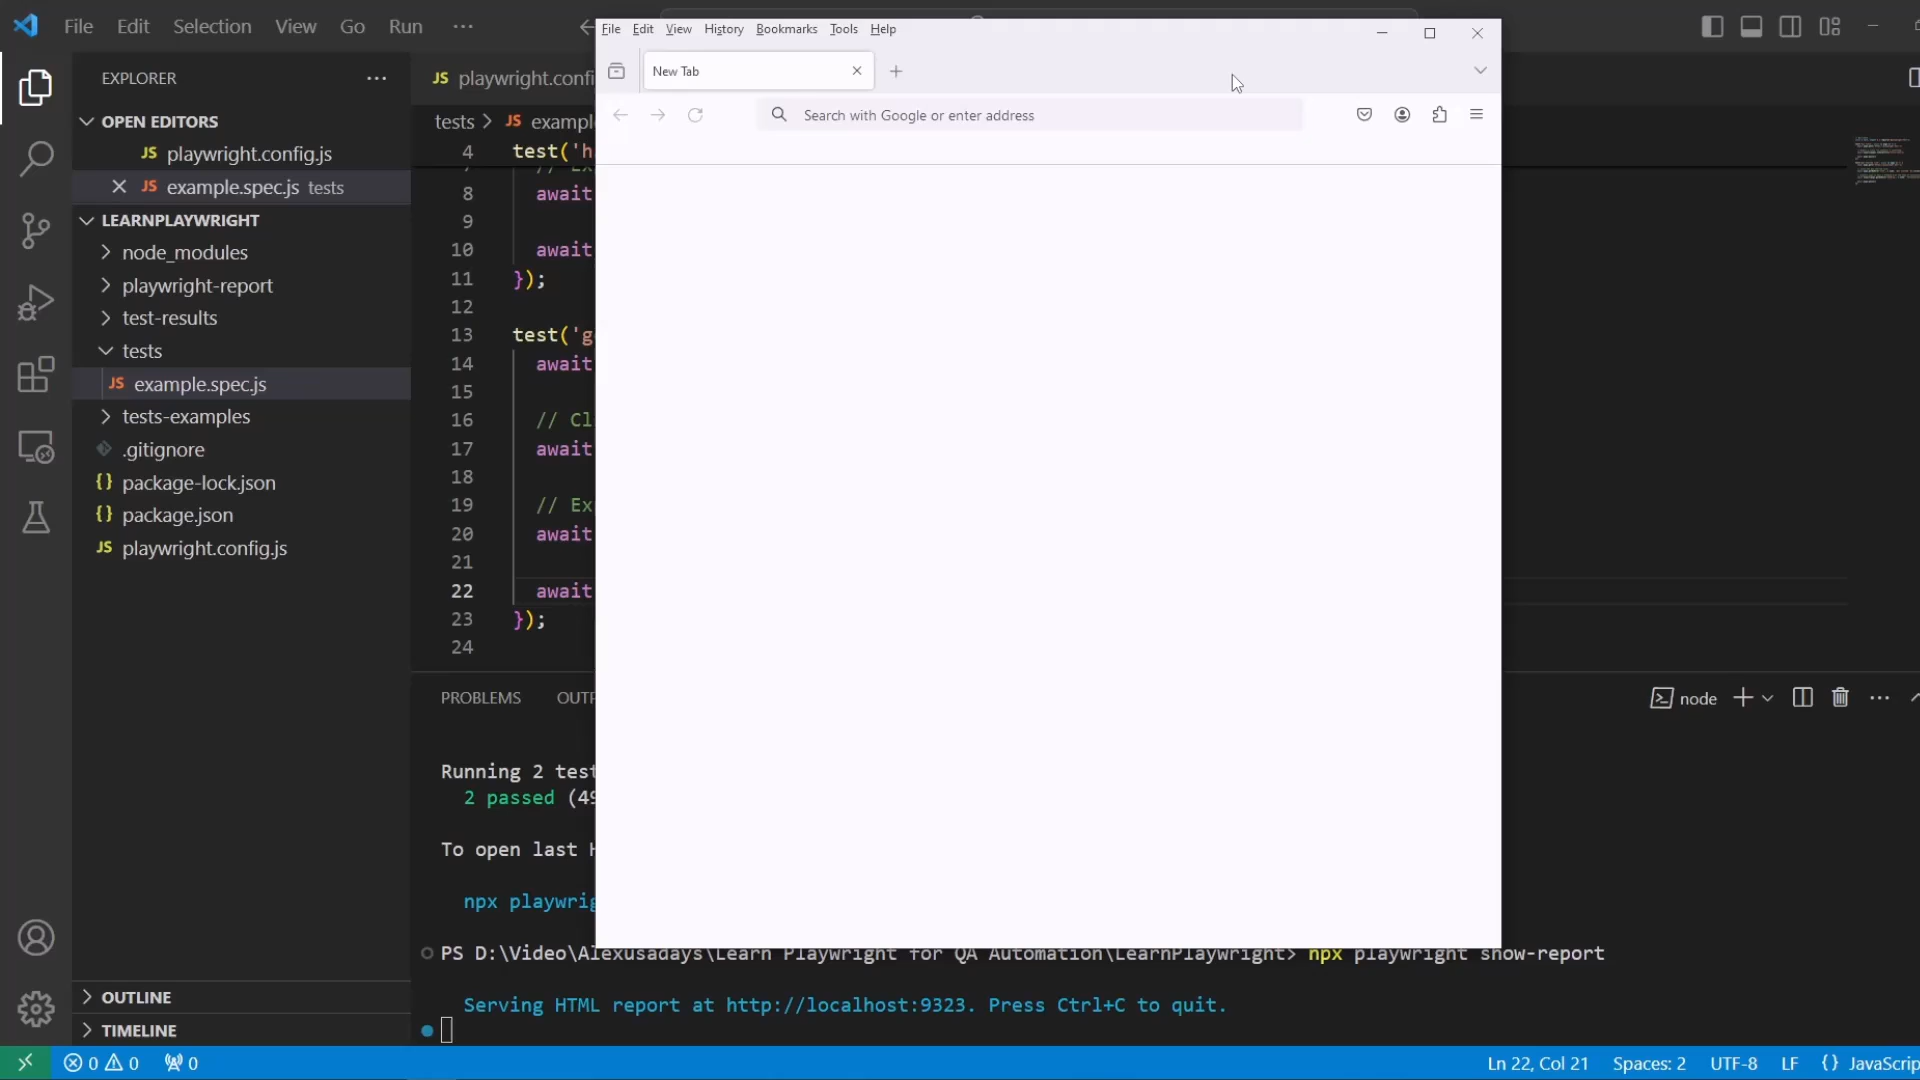 File Edit Selection View Go Run ···
EXPLORER ···
OPEN EDITORS
JS playwright.config.js
JS example.spec.js tests
LEARNPLAYWRIGHT
node_modules
playwright-report
test-results
tests
JS example.spec.js
tests-examples
.gitignore
{} package-lock.json
{} package.json
JS playwright.config.js
OUTLINE
TIMELINE
JS playwright.confi
tests > JS exampl
4 test('h
8 await
9
10 await
11 });
12
13 test('g
14 await
15
16 // Cl
17 await
18
19 // Ex
20 await
21
22 await
23 });
24
File Edit View History Bookmarks Tools Help
New Tab
Search with Google or enter address
PROBLEMS OUTP
node
Running 2 test
2 passed (49
To open last H
npx playwrig
PS D:\Video\Alexusadays\Learn Playwright for QA Automation\LearnPlaywright> npx playwright show-report
Serving HTML report at http://localhost:9323. Press Ctrl+C to quit.
0 0 0
Ln 22, Col 21 Spaces: 2 UTF-8 LF {} JavaScrip